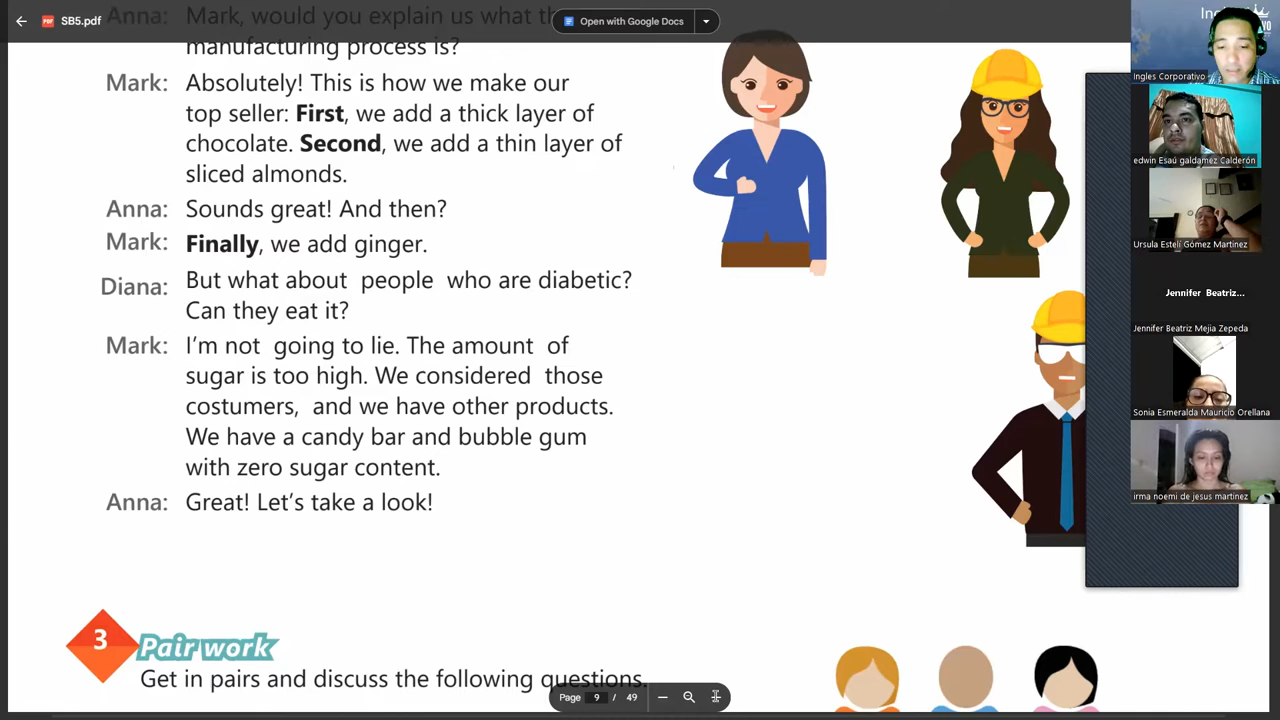 SB5.pdf
Open with Google Docs
Anna: Mark, would you explain us what
manufacturing process is?
Mark: Absolutely! This is how we make our
top seller: First, we add a thick layer of
chocolate. Second, we add a thin layer of
sliced almonds.
Anna: Sounds great! And then?
Mark: Finally, we add ginger.
Diana: But what about people who are diabetic?
Can they eat it?
Mark: I'm not going to lie. The amount of
sugar is too high. We considered those
costumers, and we have other products.
We have a candy bar and bubble gum
with zero sugar content.
Anna: Great! Let's take a look!
3 Pair work
Get in pairs and discuss the following questions.
Page 9 / 49
Ingles Corporativo
edwin Esaú galdamez Calderón
Ursula Estelí Gómez Martinez
Jennifer Beatriz...
Jennifer Beatriz Mejia Zepeda
Sonia Esmeralda Mauricio Orellana
irma noemi de jesus martinez